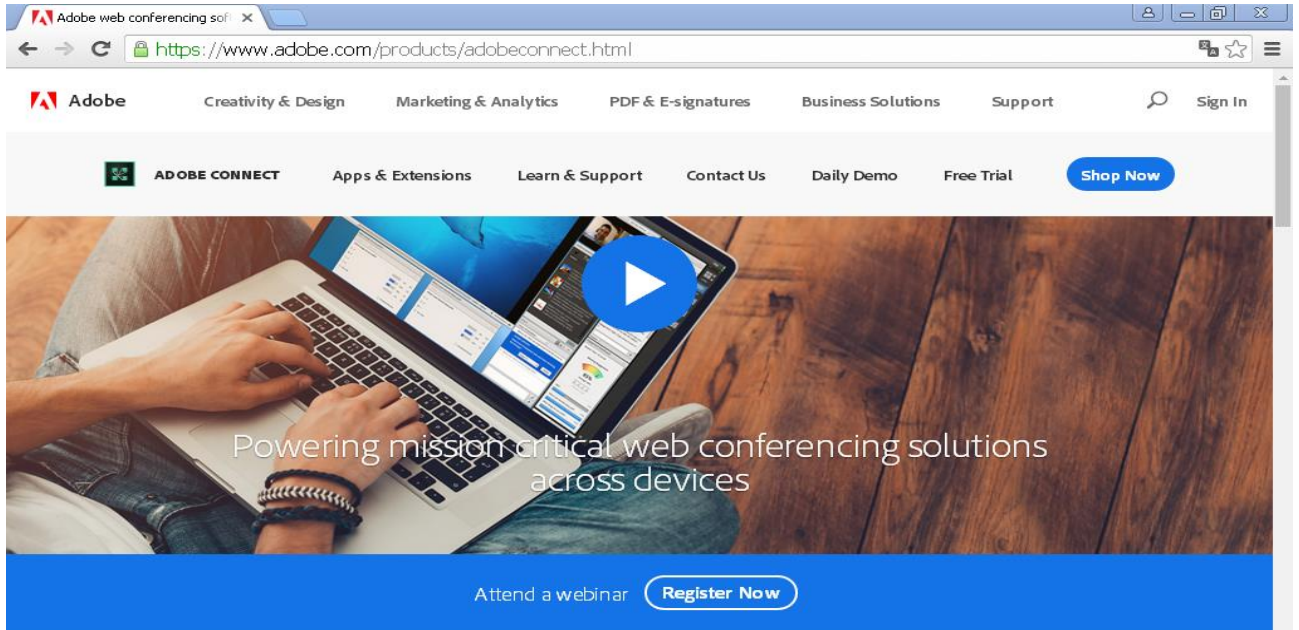 Adobe web conferencing sof
https://www.adobe.com/products/adobeconnect.html
Adobe Creativity & Design Marketing & Analytics PDF & E-signatures Business Solutions Support Sign In
ADOBE CONNECT Apps & Extensions Learn & Support Contact Us Daily Demo Free Trial Shop Now
Powering mission critical web conferencing solutions
across devices
Attend a webinar Register Now